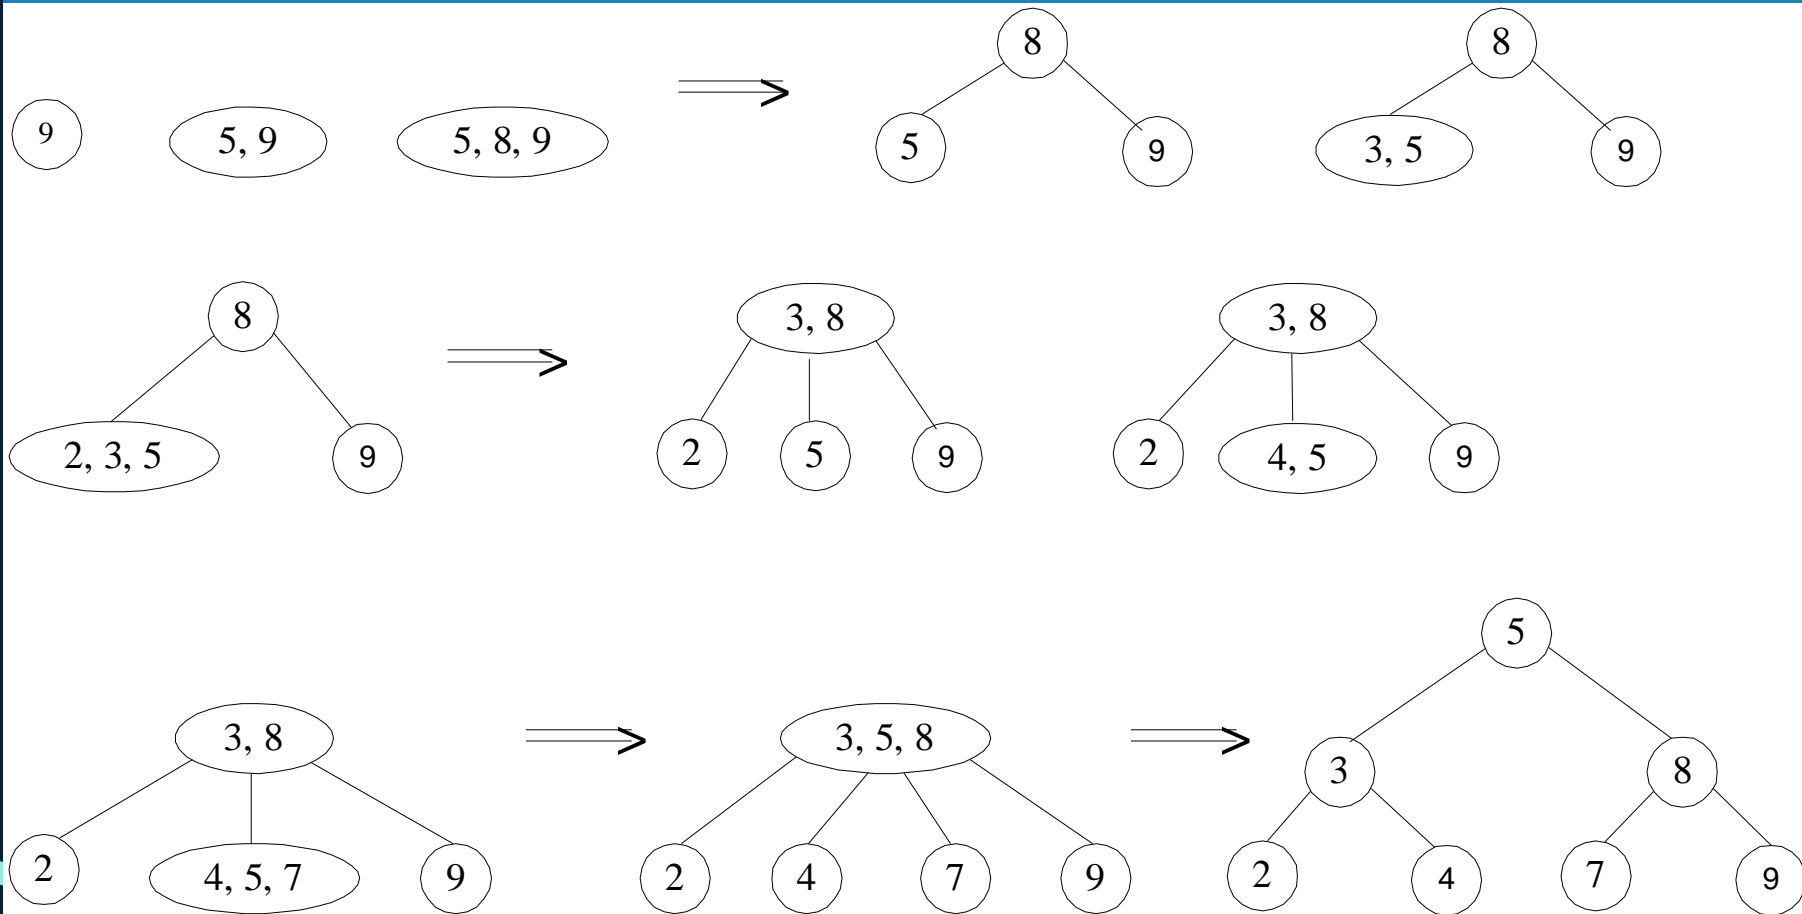 8 8
9 5, 9 5, 8, 9 5 9 3, 5 9
8 3, 8 3, 8
2, 3, 5 9 2 5 9 2 4, 5 9
5
3, 8 3, 5, 8 3 8
2 4, 5, 7 9 2 4 7 9 2 4 7 9